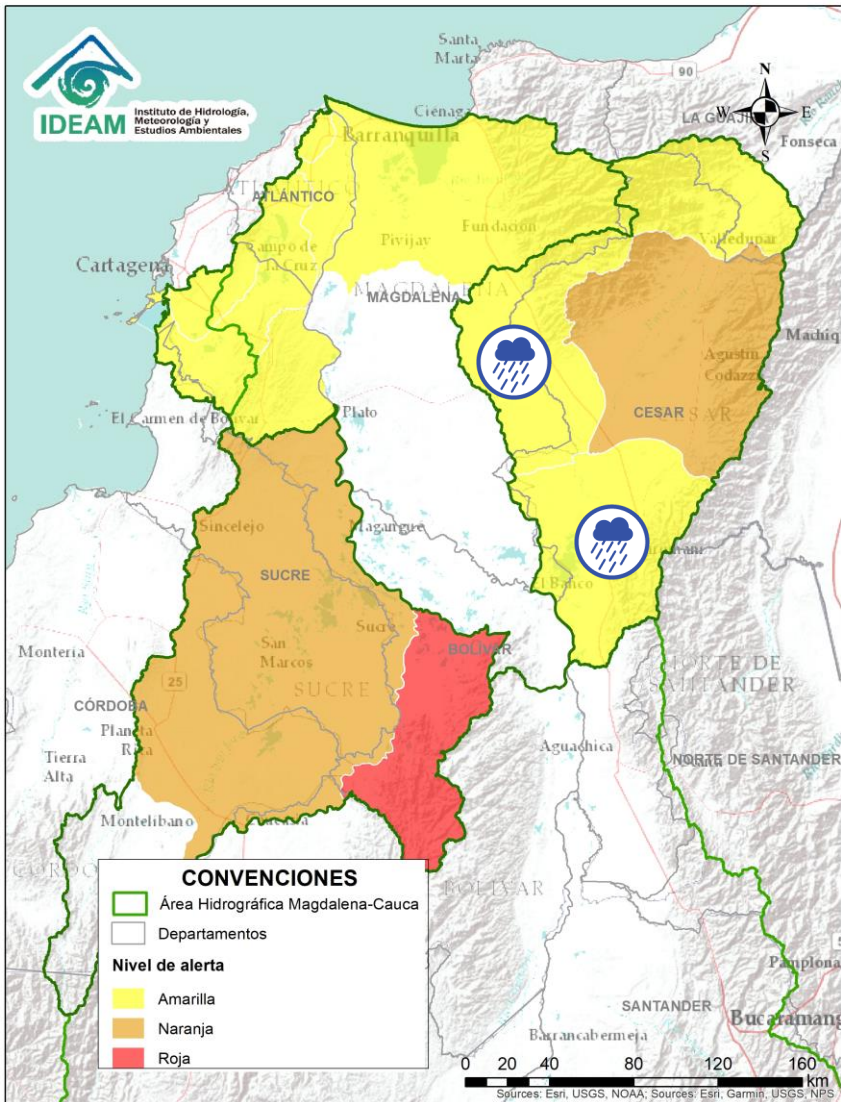 Santa
Marta
90
N
W E
S
IDEAM
Instituto de Hidrología,
Meteorología y
Estudios Ambientales
Ciénaga
LA GUAJIRA
Barranquilla
Fonseca
ATLÁNTICO
Fundación
Valledupar
Pivijay
Campo de
la Cruz
Cartagena
MAGDALENA
Agustín
Codazzi
El Carmen de Bolívar
Plato
CESAR
Sincelejo
Magangué
SUCRE
El Banco
Sucre
San
Marcos
BOLÍVAR
Montería
25
SUCRE
NORTE DE
SANTANDER
CÓRDOBA
Planeta
Rica
Tierra
Alta
Aguachica
NORTE DE SANTANDER
Montelíbano
BOLÍVAR
CONVENCIONES
Área Hidrográfica Magdalena-Cauca
Departamentos
Nivel de alerta
Amarilla
Naranja
Roja
Pamplona
SANTANDER
Bucaramang
Barrancabermeja
0 20 40 80 120 160
km
Sources: Esri, USGS, NOAA; Sources: Esri, Garmin, USGS, NPS